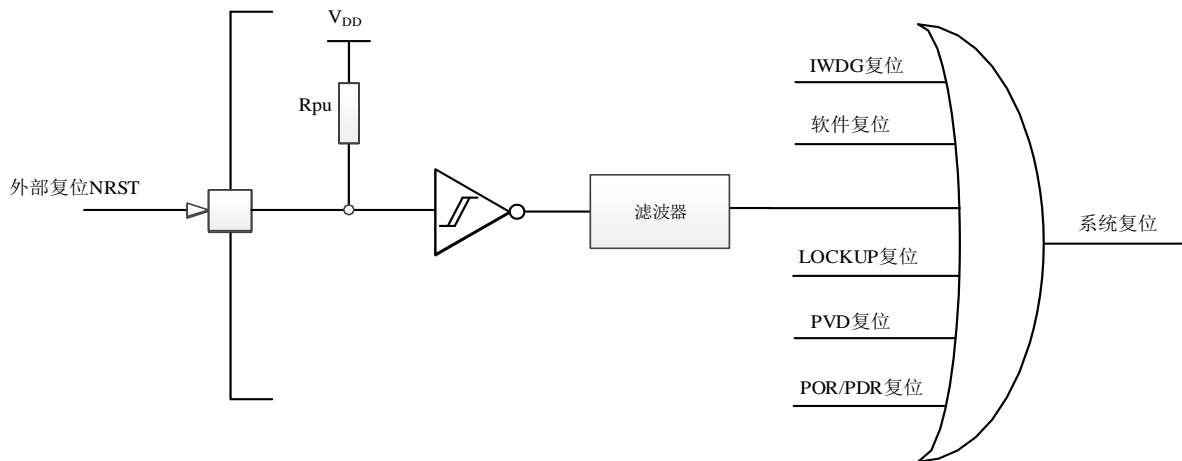 V_DD
Rpu
外部复位NRST
滤波器
IWDG复位
软件复位
LOCKUP复位
PVD复位
POR/PDR复位
系统复位